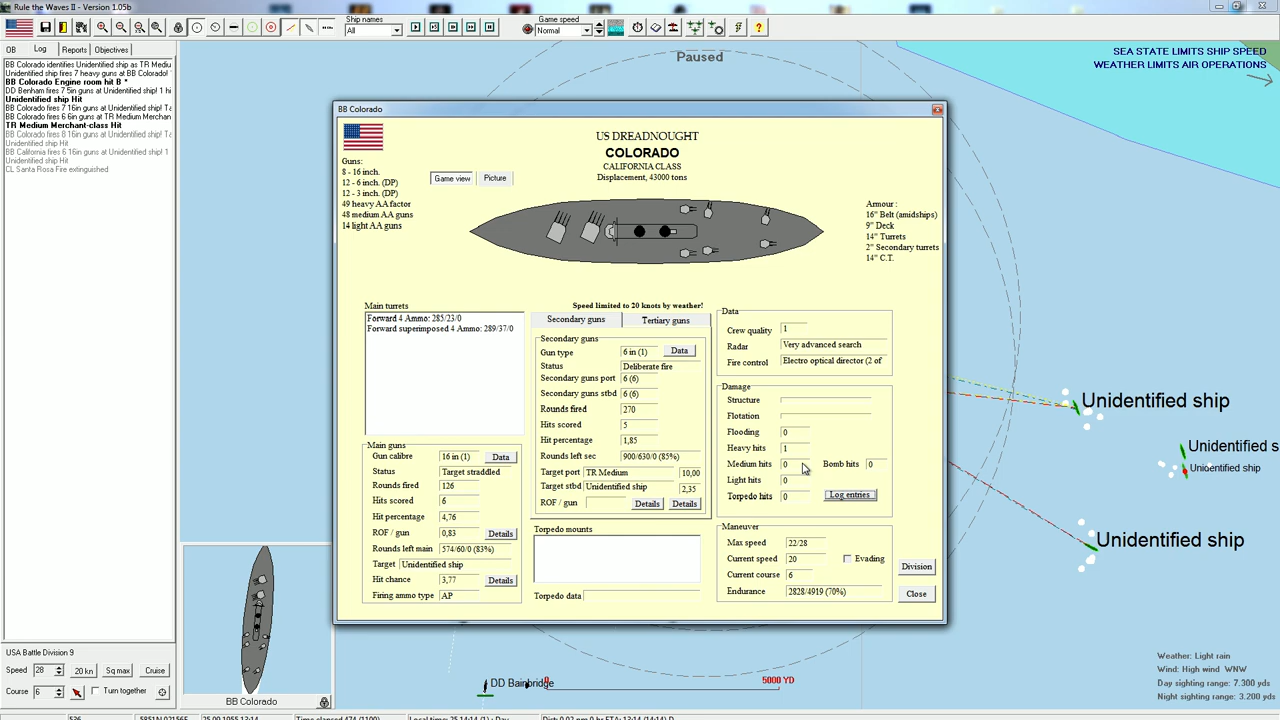 Rule the Waves II - Version 1.05b
Ship names
All
Game speed
Normal
OB
Log
Reports
Objectives
BB Colorado identifies Unidentified ship as TR Mediu
Unidentified ship fires 7 heavy guns at BB Colorado!
BB Colorado Engine room hit B *
DD Benham fires 7 5in guns at Unidentified ship! 1 hi
Unidentified ship Hit
BB Colorado fires 7 16in guns at Unidentified ship! Ta
BB Colorado fires 6 6in guns at TR Medium Merchan
TR Medium Merchant-class Hit
BB Colorado fires 8 16in guns at Unidentified ship! Ta
Unidentified ship Hit
BB California fires 6 16in guns at Unidentified ship! 1
Unidentified ship Hit
CL Santa Rosa Fire extinguished
Paused
SEA STATE LIMITS SHIP SPEED
WEATHER LIMITS AIR OPERATIONS
BB Colorado
US DREADNOUGHT
COLORADO
CALIFORNIA CLASS
Displacement, 43000 tons
Guns:
8 - 16 inch.
12 - 6 inch. (DP)
12 - 3 inch. (DP)
49 heavy AA factor
48 medium AA guns
14 light AA guns
Game view
Picture
Armour :
16" Belt (amidships)
9" Deck
14" Turrets
2" Secondary turrets
14" C.T.
Speed limited to 20 knots by weather!
Main turrets
Forward 4 Ammo: 285/23/0
Forward superimposed 4 Ammo: 289/37/0
Main guns
Gun calibre 16 in (1) Data
Status Target straddled
Rounds fired 126
Hits scored 6
Hit percentage 4,76
ROF / gun 0,83 Details
Rounds left main 574/60/0 (83%)
Target Unidentified ship
Hit chance 3,77 Details
Firing ammo type AP
Secondary guns
Tertiary guns
Secondary guns
Gun type 6 in (1) Data
Status Deliberate fire
Secondary guns port 6 (6)
Secondary guns stbd 6 (6)
Rounds fired 270
Hits scored 5
Hit percentage 1,85
Rounds left sec 900/630/0 (85%)
Target port TR Medium 10,00
Target stbd Unidentified ship 2,35
ROF / gun Details Details
Torpedo mounts
Torpedo data
Data
Crew quality 1
Radar Very advanced search
Fire control Electro optical director (2 of
Damage
Structure
Flotation
Flooding 0
Heavy hits 1
Medium hits 0 Bomb hits 0
Light hits 0
Torpedo hits 0 Log entries
Maneuver
Max speed 22/28
Current speed 20 Evading
Current course 6
Endurance 2828/4919 (70%)
Division
Close
Unidentified ship
Unidentified s
Unidentified ship
Unidentified ship
DD Bainbridge
0
5000 YD
Weather: Light rain
Wind: High wind WNW
Day sighting range: 7.300 yds
Night sighting range: 3.200 yds
USA Battle Division 9
Speed 28 20 kn Sq max Cruise
Course 6 Turn together
BB Colorado